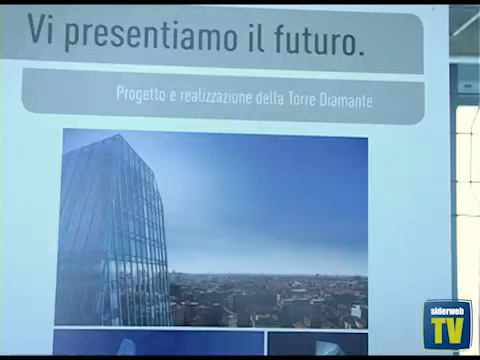 Vi presentiamo il futuro.
Progetto e realizzazione della Torre Diamante
siderweb
TV